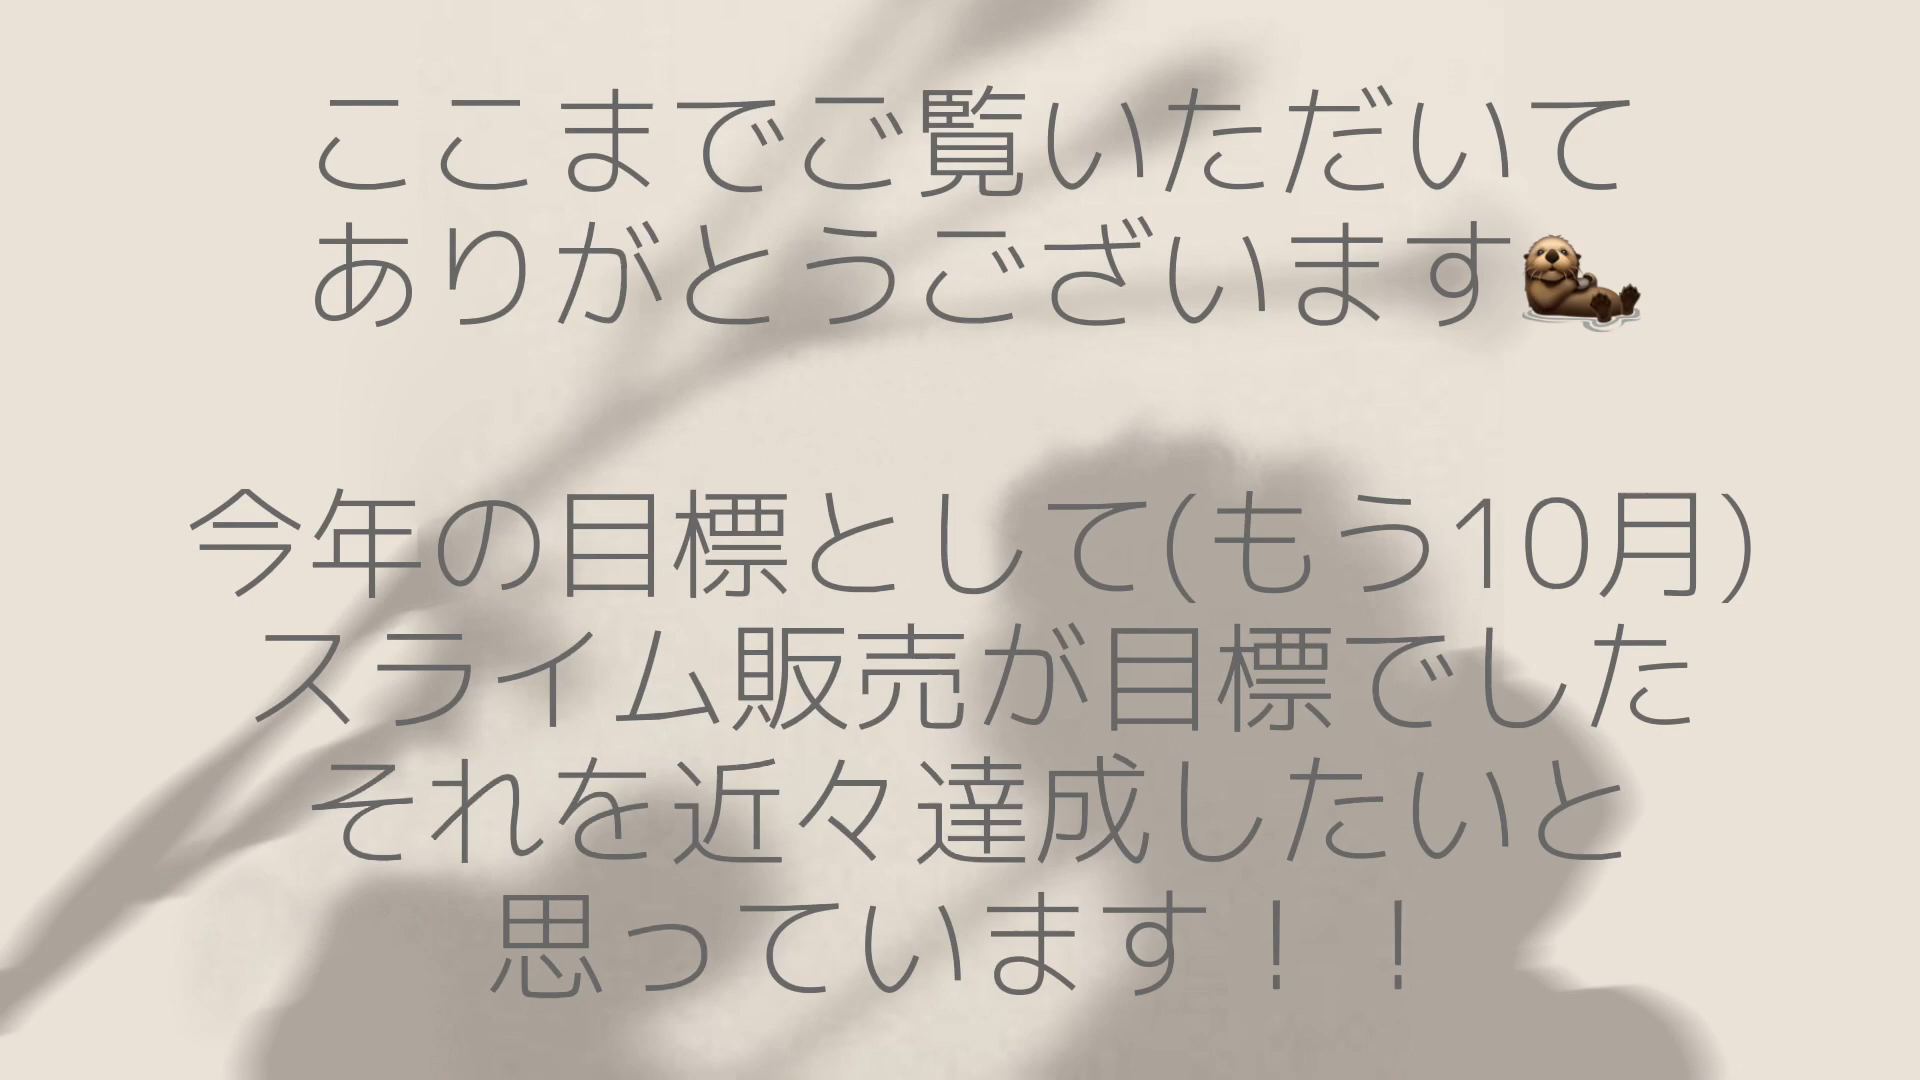 ここまでご覧いただいて
ありがとうございます🦦
今年の目標として(もう10月)
スライム販売が目標でした
それを近々達成したいと
思っています！！